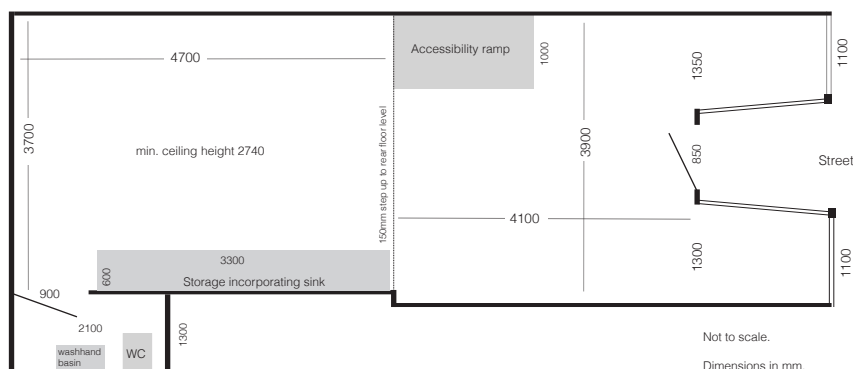 4700
Accessibility ramp
1000
1350
1100
3700
min. ceiling height 2740
150mm step up to rear floor level
3900
850
Street
4100
3300
600
Storage incorporating sink
1300
1100
900
2100
1300
washhand
basin
WC
Not to scale.
Dimensions in mm.